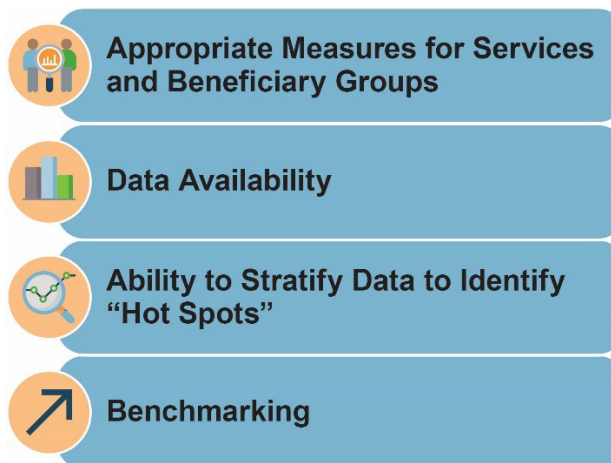 Appropriate Measures for Services
and Beneficiary Groups
Data Availability
Ability to Stratify Data to Identify
“Hot Spots”
Benchmarking